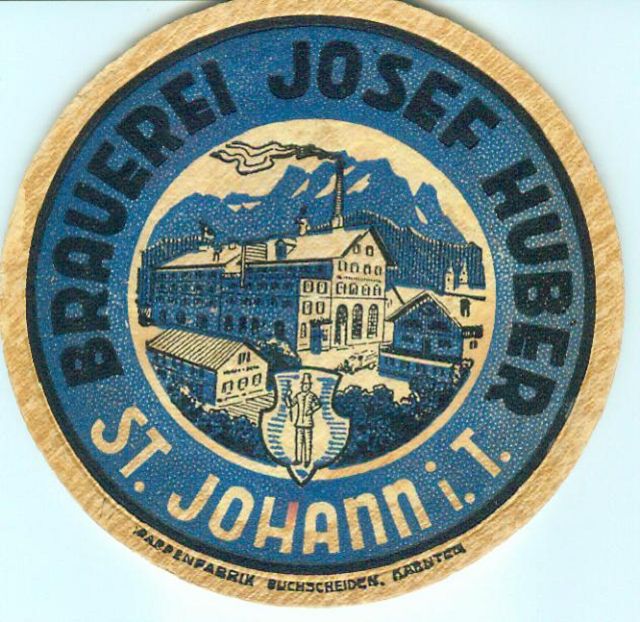 BRAUEREI JOSEF HUBER
ST. JOHANN i. T.
PAPPENFABRIK BUCHSCHEIDEN, KÄRNTEN